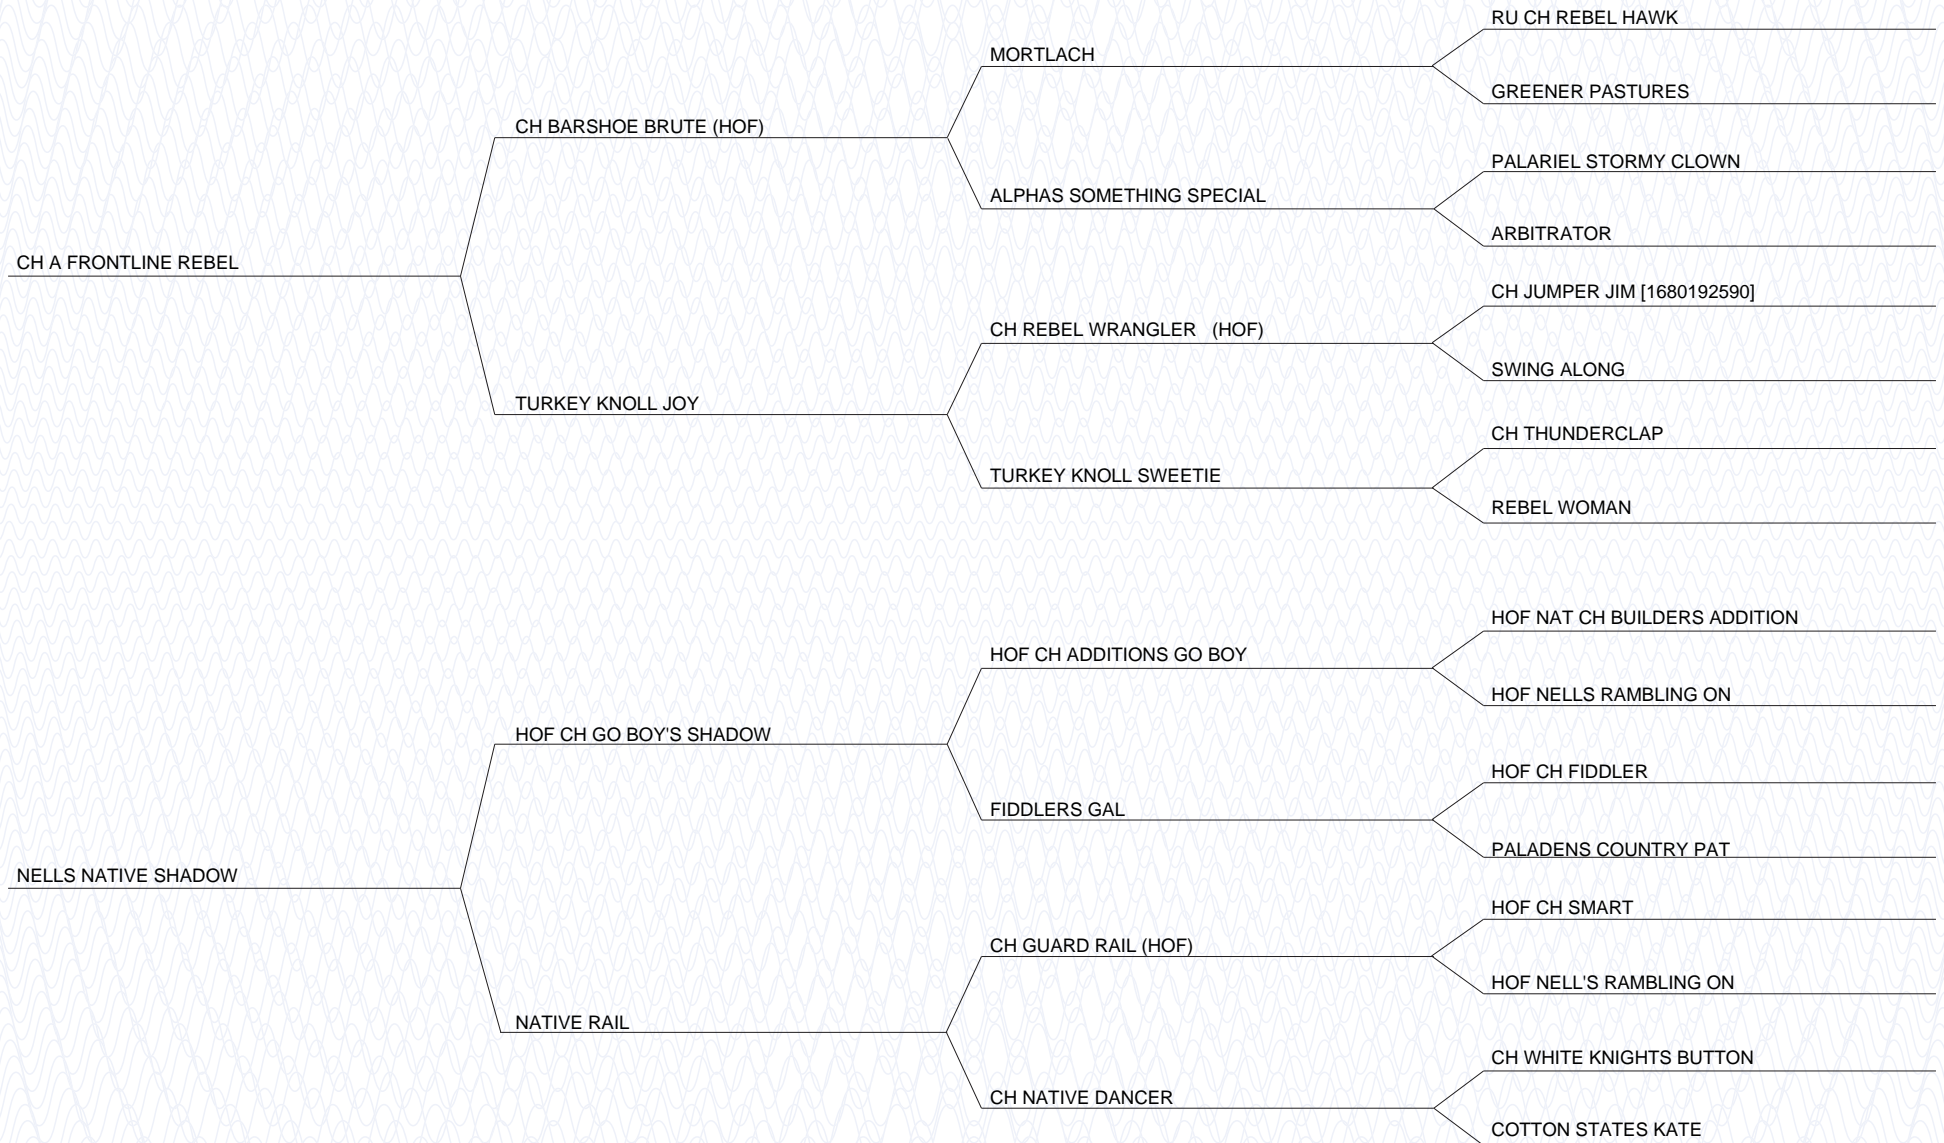 RU CH REBEL HAWK
MORTLACH
GREENER PASTURES
CH BARSHOE BRUTE (HOF)
PALARIEL STORMY CLOWN
ALPHAS SOMETHING SPECIAL
ARBITRATOR
CH A FRONTLINE REBEL
CH JUMPER JIM [1680192590]
CH REBEL WRANGLER (HOF)
SWING ALONG
TURKEY KNOLL JOY
CH THUNDERCLAP
TURKEY KNOLL SWEETIE
REBEL WOMAN
HOF NAT CH BUILDERS ADDITION
HOF CH ADDITIONS GO BOY
HOF NELLS RAMBLING ON
HOF CH GO BOY'S SHADOW
HOF CH FIDDLER
FIDDLERS GAL
PALADENS COUNTRY PAT
NELLS NATIVE SHADOW
HOF CH SMART
CH GUARD RAIL (HOF)
HOF NELL'S RAMBLING ON
NATIVE RAIL
CH WHITE KNIGHTS BUTTON
CH NATIVE DANCER
COTTON STATES KATE